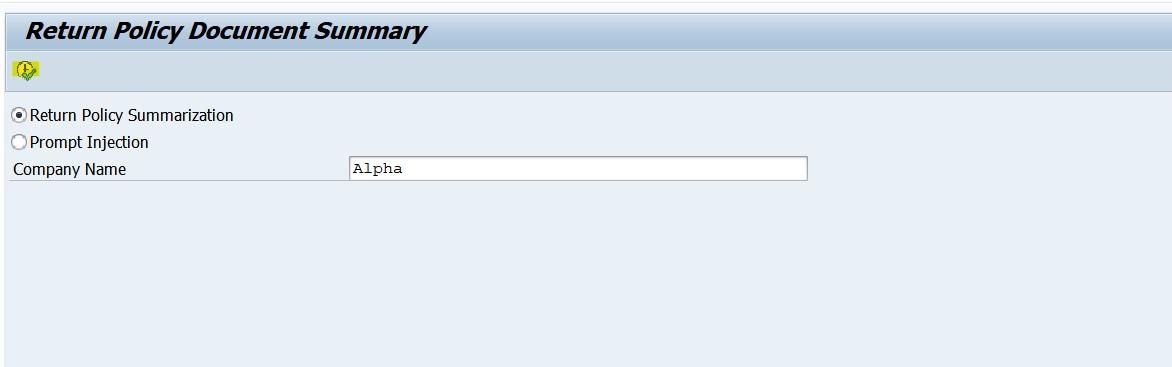 Return Policy Document Summary
Return Policy Summarization
Prompt Injection
Company Name Alpha